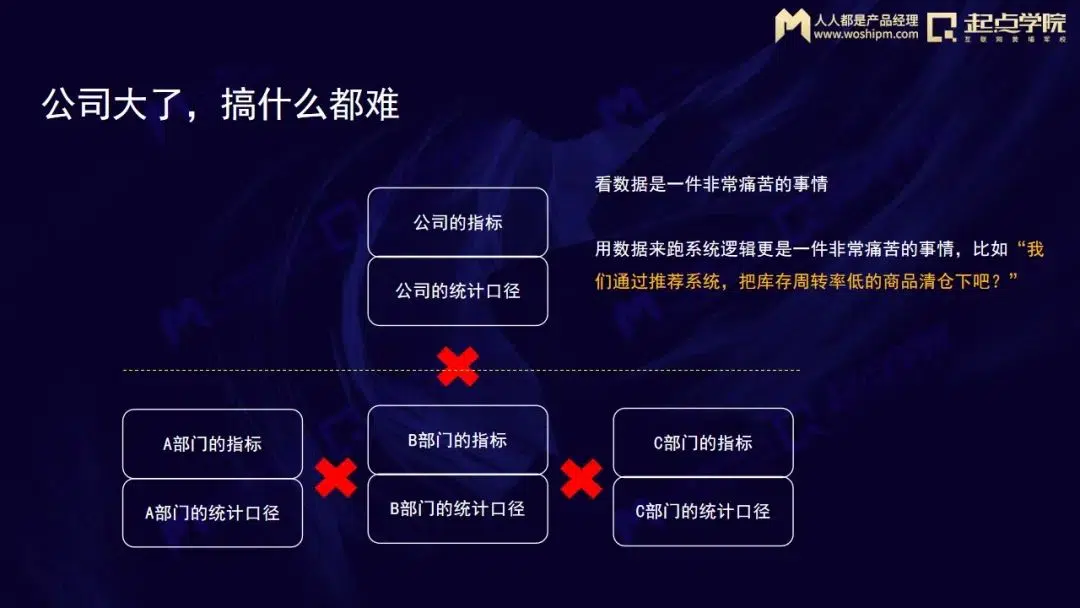 人人都是产品经理
www.woshipm.com
起点学院
互联网黄埔军校
公司大了，搞什么都难
公司的指标
公司的统计口径
看数据是一件非常痛苦的事情
用数据来跑系统逻辑更是一件非常痛苦的事情，比如“我
们通过推荐系统，把库存周转率低的商品清仓下吧？”
A部门的指标
A部门的统计口径
B部门的指标
B部门的统计口径
C部门的指标
C部门的统计口径